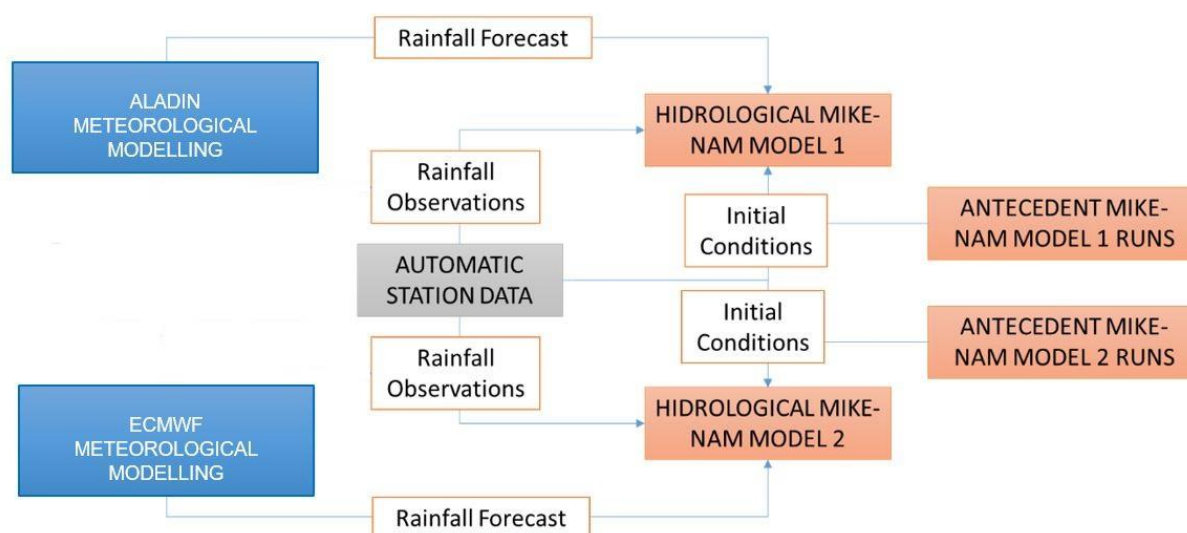 Rainfall Forecast
ALADIN
METEOROLOGICAL
MODELLING
HIDROLOGICAL MIKE-
NAM MODEL 1
Rainfall
Observations
Initial
Conditions
ANTECEDENT MIKE-
NAM MODEL 1 RUNS
AUTOMATIC
STATION DATA
Initial
Conditions
ANTECEDENT MIKE-
NAM MODEL 2 RUNS
Rainfall
Observations
ECMWF
METEOROLOGICAL
MODELLING
HIDROLOGICAL MIKE-
NAM MODEL 2
Rainfall Forecast